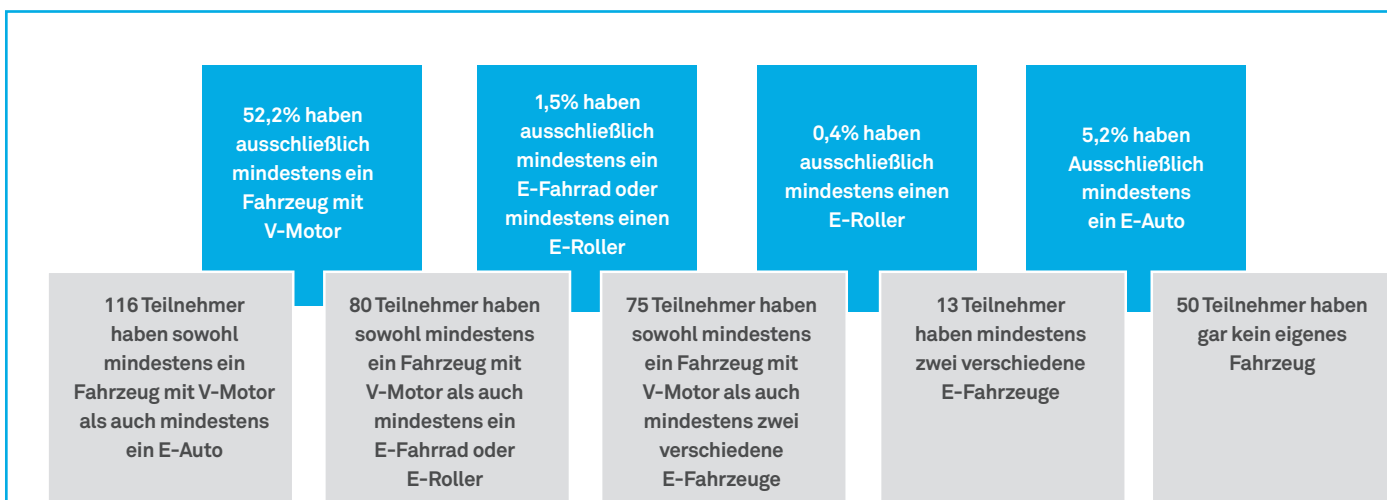 52,2% haben
ausschließlich
mindestens ein
Fahrzeug mit
V-Motor
1,5% haben
ausschließlich
mindestens ein
E-Fahrrad oder
mindestens einen
E-Roller
0,4% haben
ausschließlich
mindestens einen
E-Roller
5,2% haben
Ausschließlich
mindestens
ein E-Auto
116 Teilnehmer
haben sowohl
mindestens ein
Fahrzeug mit V-Motor
als auch mindestens
ein E-Auto
80 Teilnehmer haben
sowohl mindestens
ein Fahrzeug mit
V-Motor als auch
mindestens ein
E-Fahrrad oder
E-Roller
75 Teilnehmer haben
sowohl mindestens
ein Fahrzeug mit
V-Motor als auch
mindestens zwei
verschiedene
E-Fahrzeuge
13 Teilnehmer
haben mindestens
zwei verschiedene
E-Fahrzeuge
50 Teilnehmer haben
gar kein eigenes
Fahrzeug